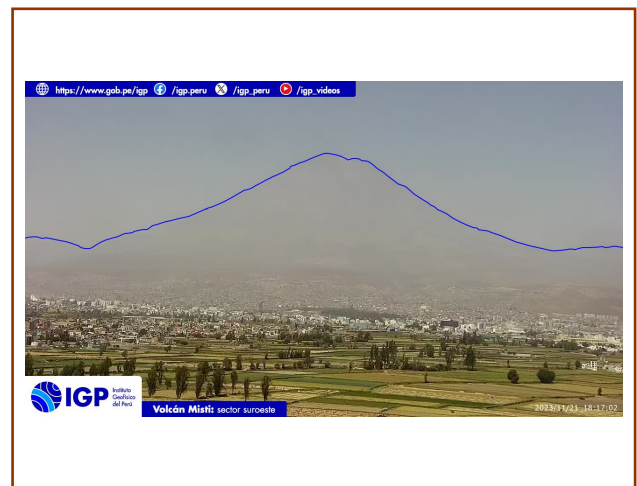 https://www.gob.pe/igp /igp.peru /igp_peru /igp_videos
IGP
Instituto
Geofísico
del Perú
Volcán Misti: sector suroeste
2023/11/21 18:17:02